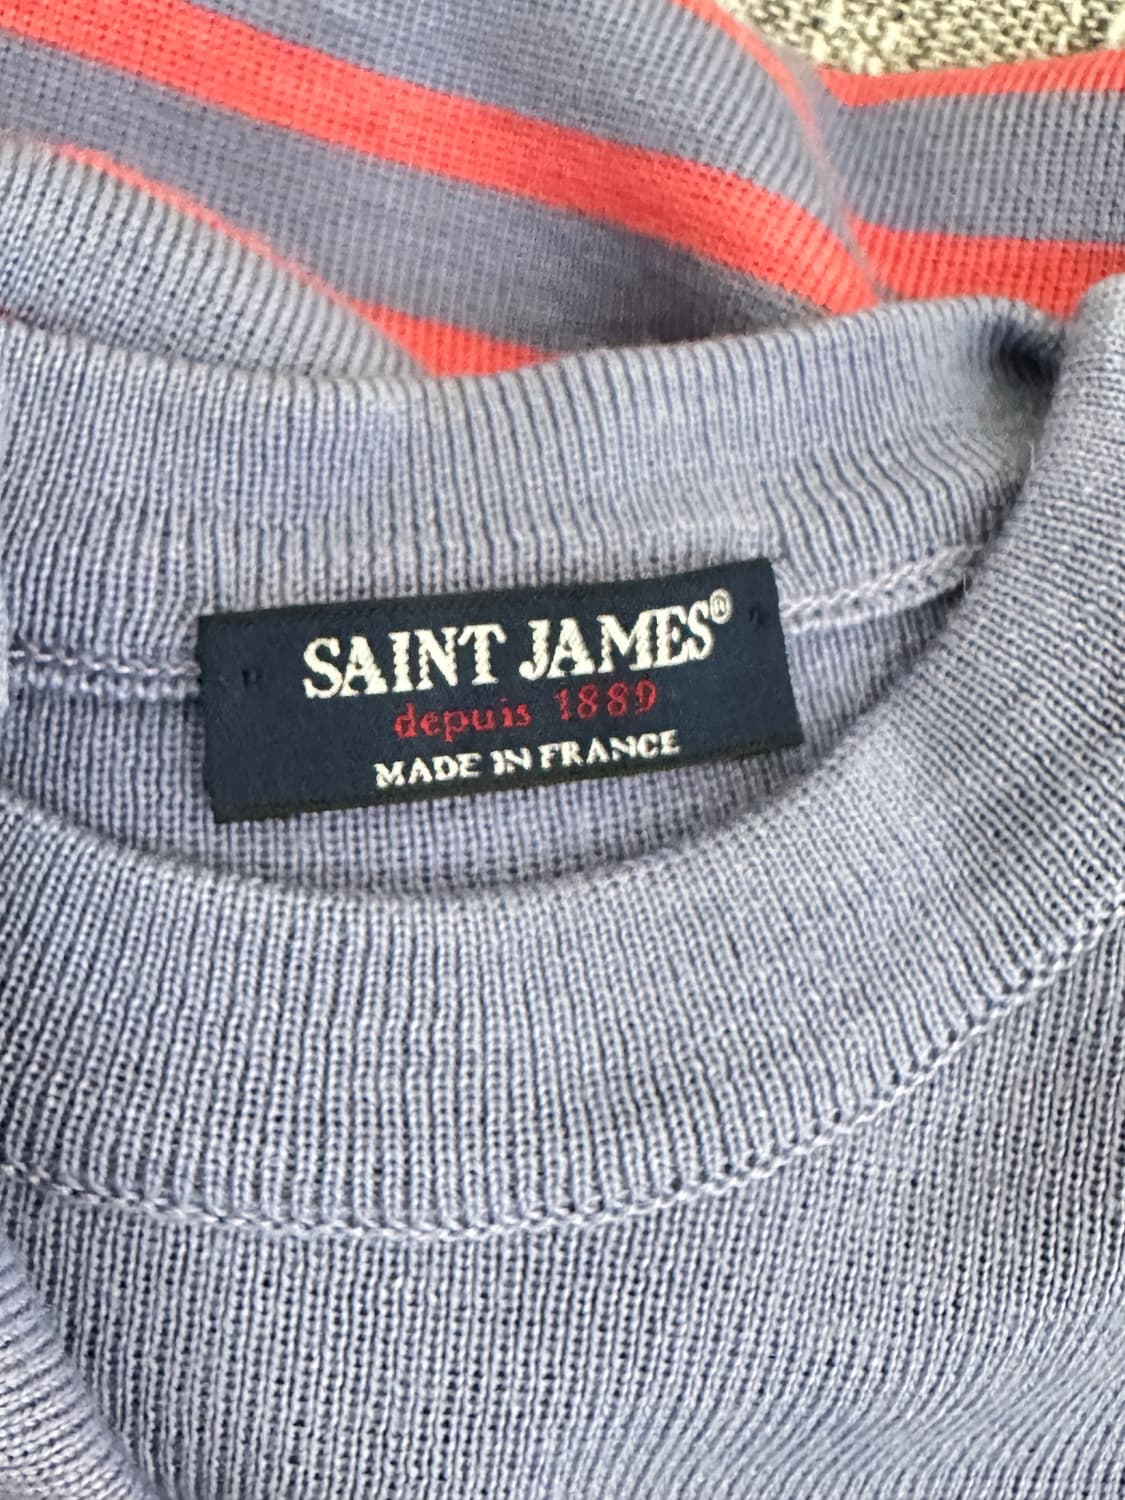 SAINT JAMES®
depuis 1889
MADE IN FRANCE